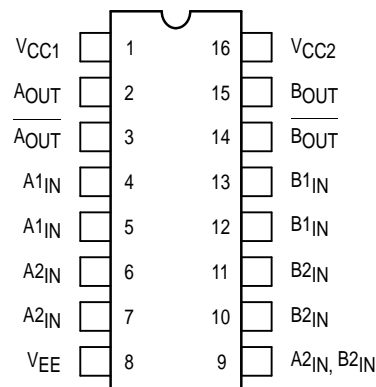 VCC1 1 16 VCC2
AOUT 2 15 BOUT
AOUT 3 14 BOUT
A1IN 4 13 B1IN
A1IN 5 12 B1IN
A2IN 6 11 B2IN
A2IN 7 10 B2IN
VEE 8 9 A2IN, B2IN